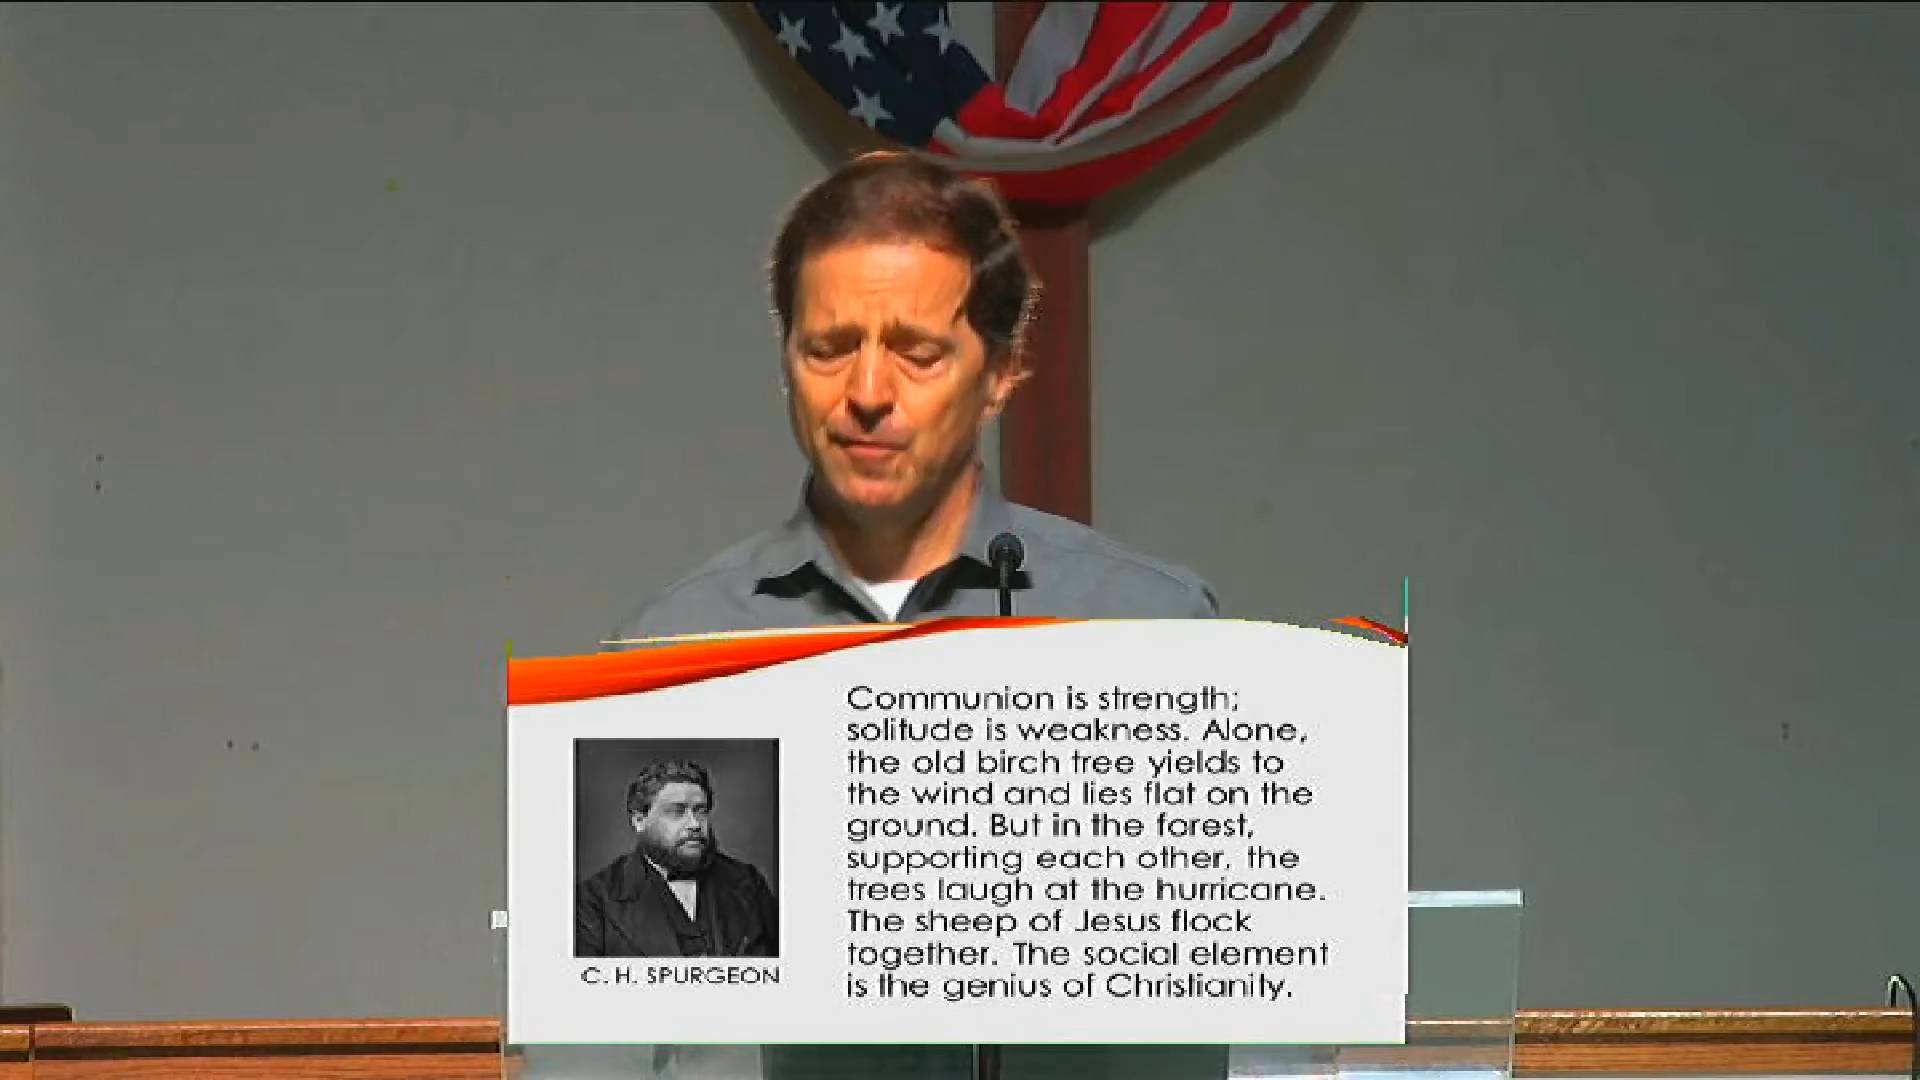 Communion is strength;
solitude is weakness. Alone,
the old birch tree yields to
the wind and lies flat on the
ground. But in the forest,
supporting each other, the
trees laugh at the hurricane.
The sheep of Jesus flock
together. The social element
is the genius of Christianity.
C. H. SPURGEON